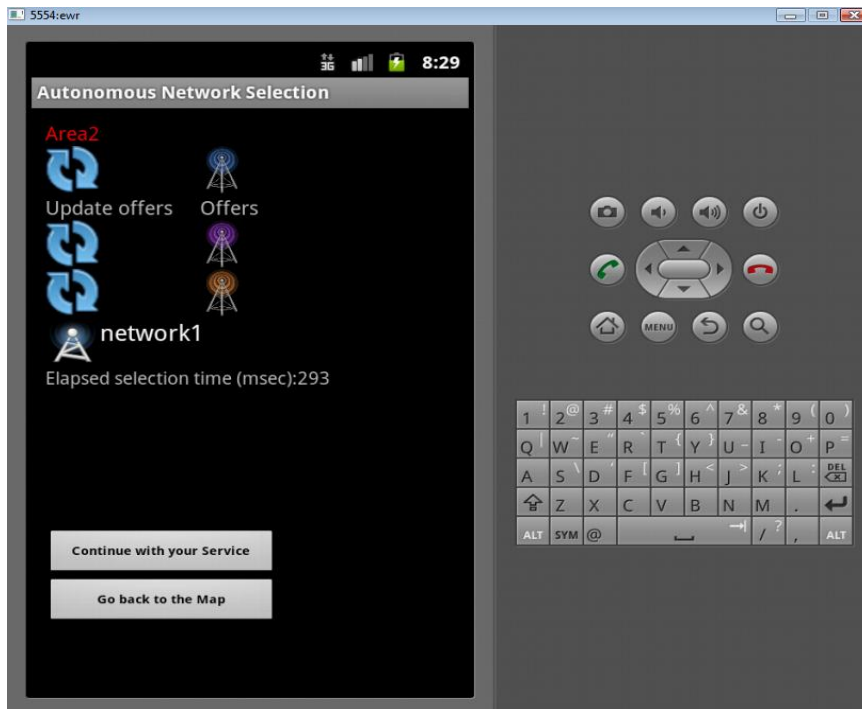 5554:ewr
3G 8:29
Autonomous Network Selection
Area2
Update offers Offers
network1
Elapsed selection time (msec):293
Continue with your Service
Go back to the Map
MENU
1 ! 2 @ 3 # 4 $ 5 % 6 ^ 7 & 8 * 9 ( 0 )
Q | W ~ E " R ` T { Y } U _ I - O + P =
A S \ D ' F [ G ] H < J > K ; L : DEL
Z X C V B N M .
ALT SYM @ / ? , ALT